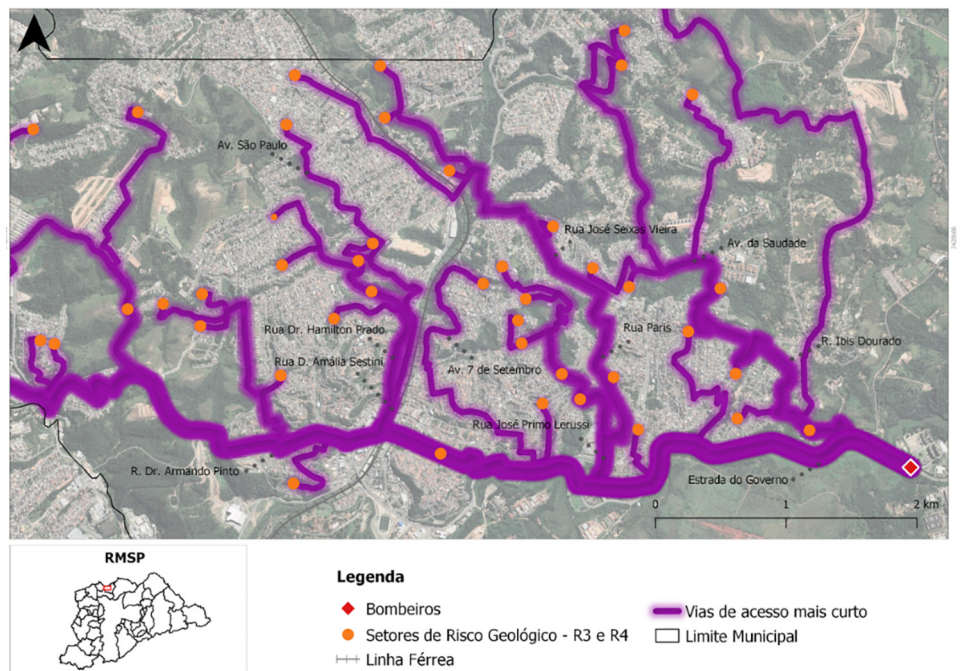 Av. São Paulo
Rua José Seixas Vieira
Av. da Saudade
Rua Dr. Hamilton Prado
Rua Paris
R. Ibis Dourado
Rua D. Amália Sestini
Av. 7 de Setembro
Rua José Primo Lerussi
R. Dr. Armando Pinto
Estrada do Governo
0 1 2 km
RMSP
Legenda
Bombeiros
Setores de Risco Geológico - R3 e R4
Linha Férrea
Vias de acesso mais curto
Limite Municipal